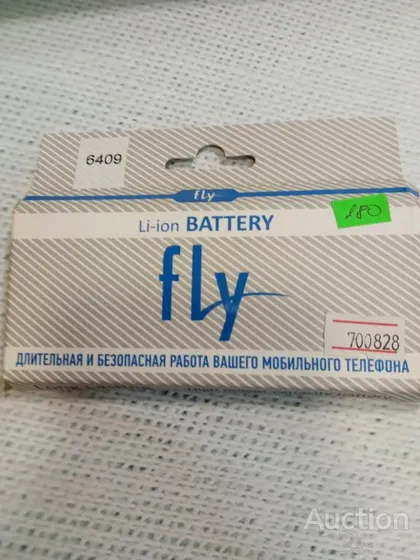 6409
fly
180
Li-ion BATTERY
fly
700828
ДЛИТЕЛЬНАЯ И БЕЗОПАСНАЯ РАБОТА ВАШЕГО МОБИЛЬНОГО ТЕЛЕФОНА
Auction